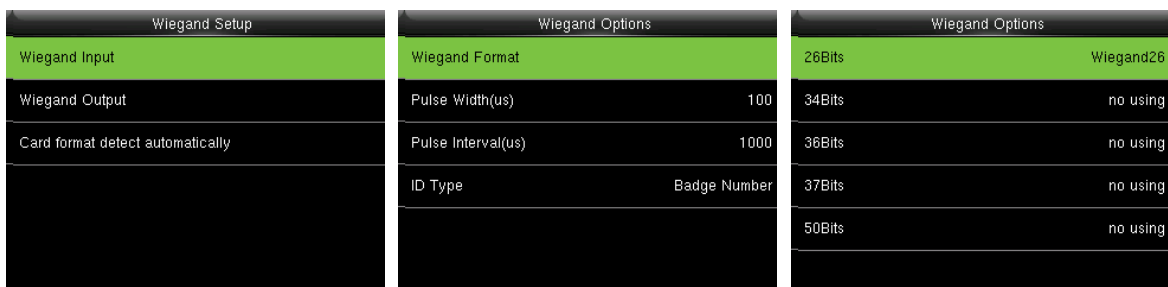 Wiegand Setup
Wiegand Input
Wiegand Output
Card format detect automatically
Wiegand Options
Wiegand Format
Pulse Width(us) 100
Pulse Interval(us) 1000
ID Type Badge Number
Wiegand Options
26Bits Wiegand26
34Bits no using
36Bits no using
37Bits no using
50Bits no using